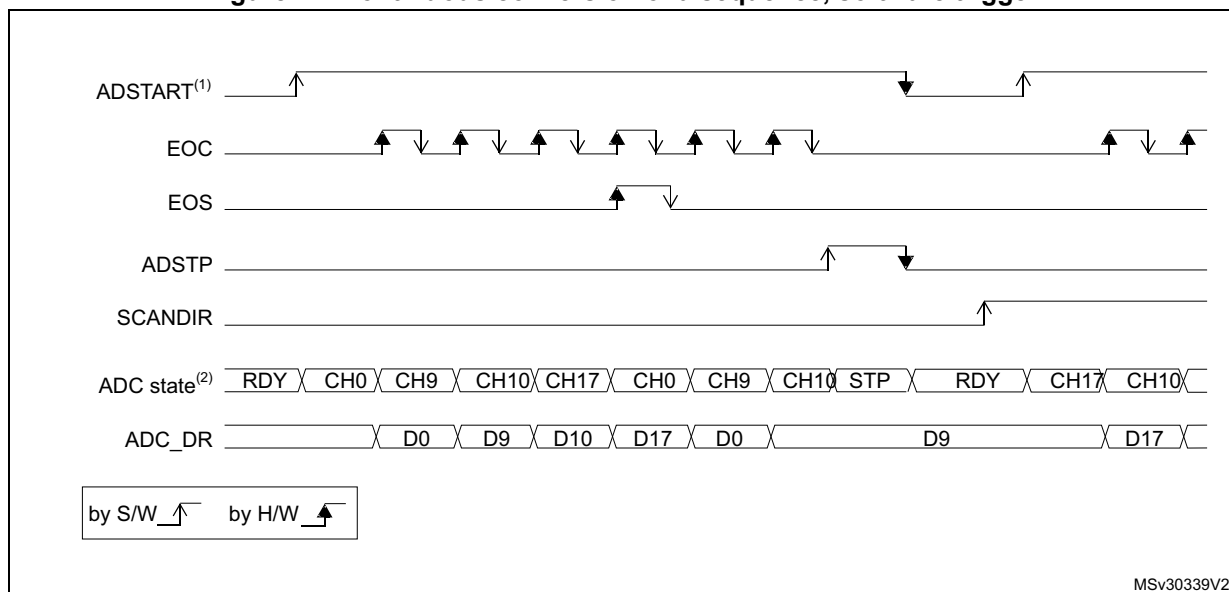 ADSTART(1)
EOC
EOS
ADSTP
SCANDIR
ADC state(2) RDY CH0 CH9 CH10 CH17 CH0 CH9 CH10 STP RDY CH17 CH10
ADC_DR D0 D9 D10 D17 D0 D9 D17
by S/W by H/W
MSv30339V2